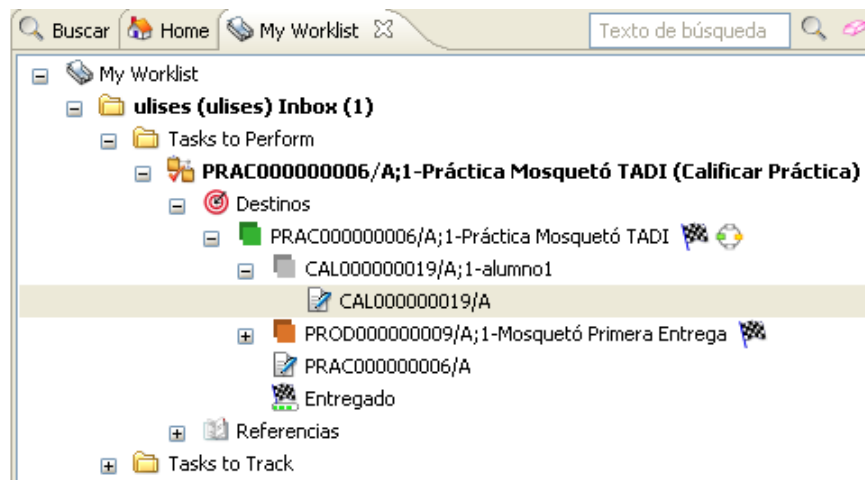 Buscar Home My Worklist Texto de búsqueda
My Worklist
ulises (ulises) Inbox (1)
Tasks to Perform
PRAC000000006/A;1-Práctica Mosquetó TADI (Calificar Práctica)
Destinos
PRAC000000006/A;1-Práctica Mosquetó TADI
CAL000000019/A;1-alumno1
CAL000000019/A
PROD000000009/A;1-Mosquetó Primera Entrega
PRAC000000006/A
Entregado
Referencias
Tasks to Track